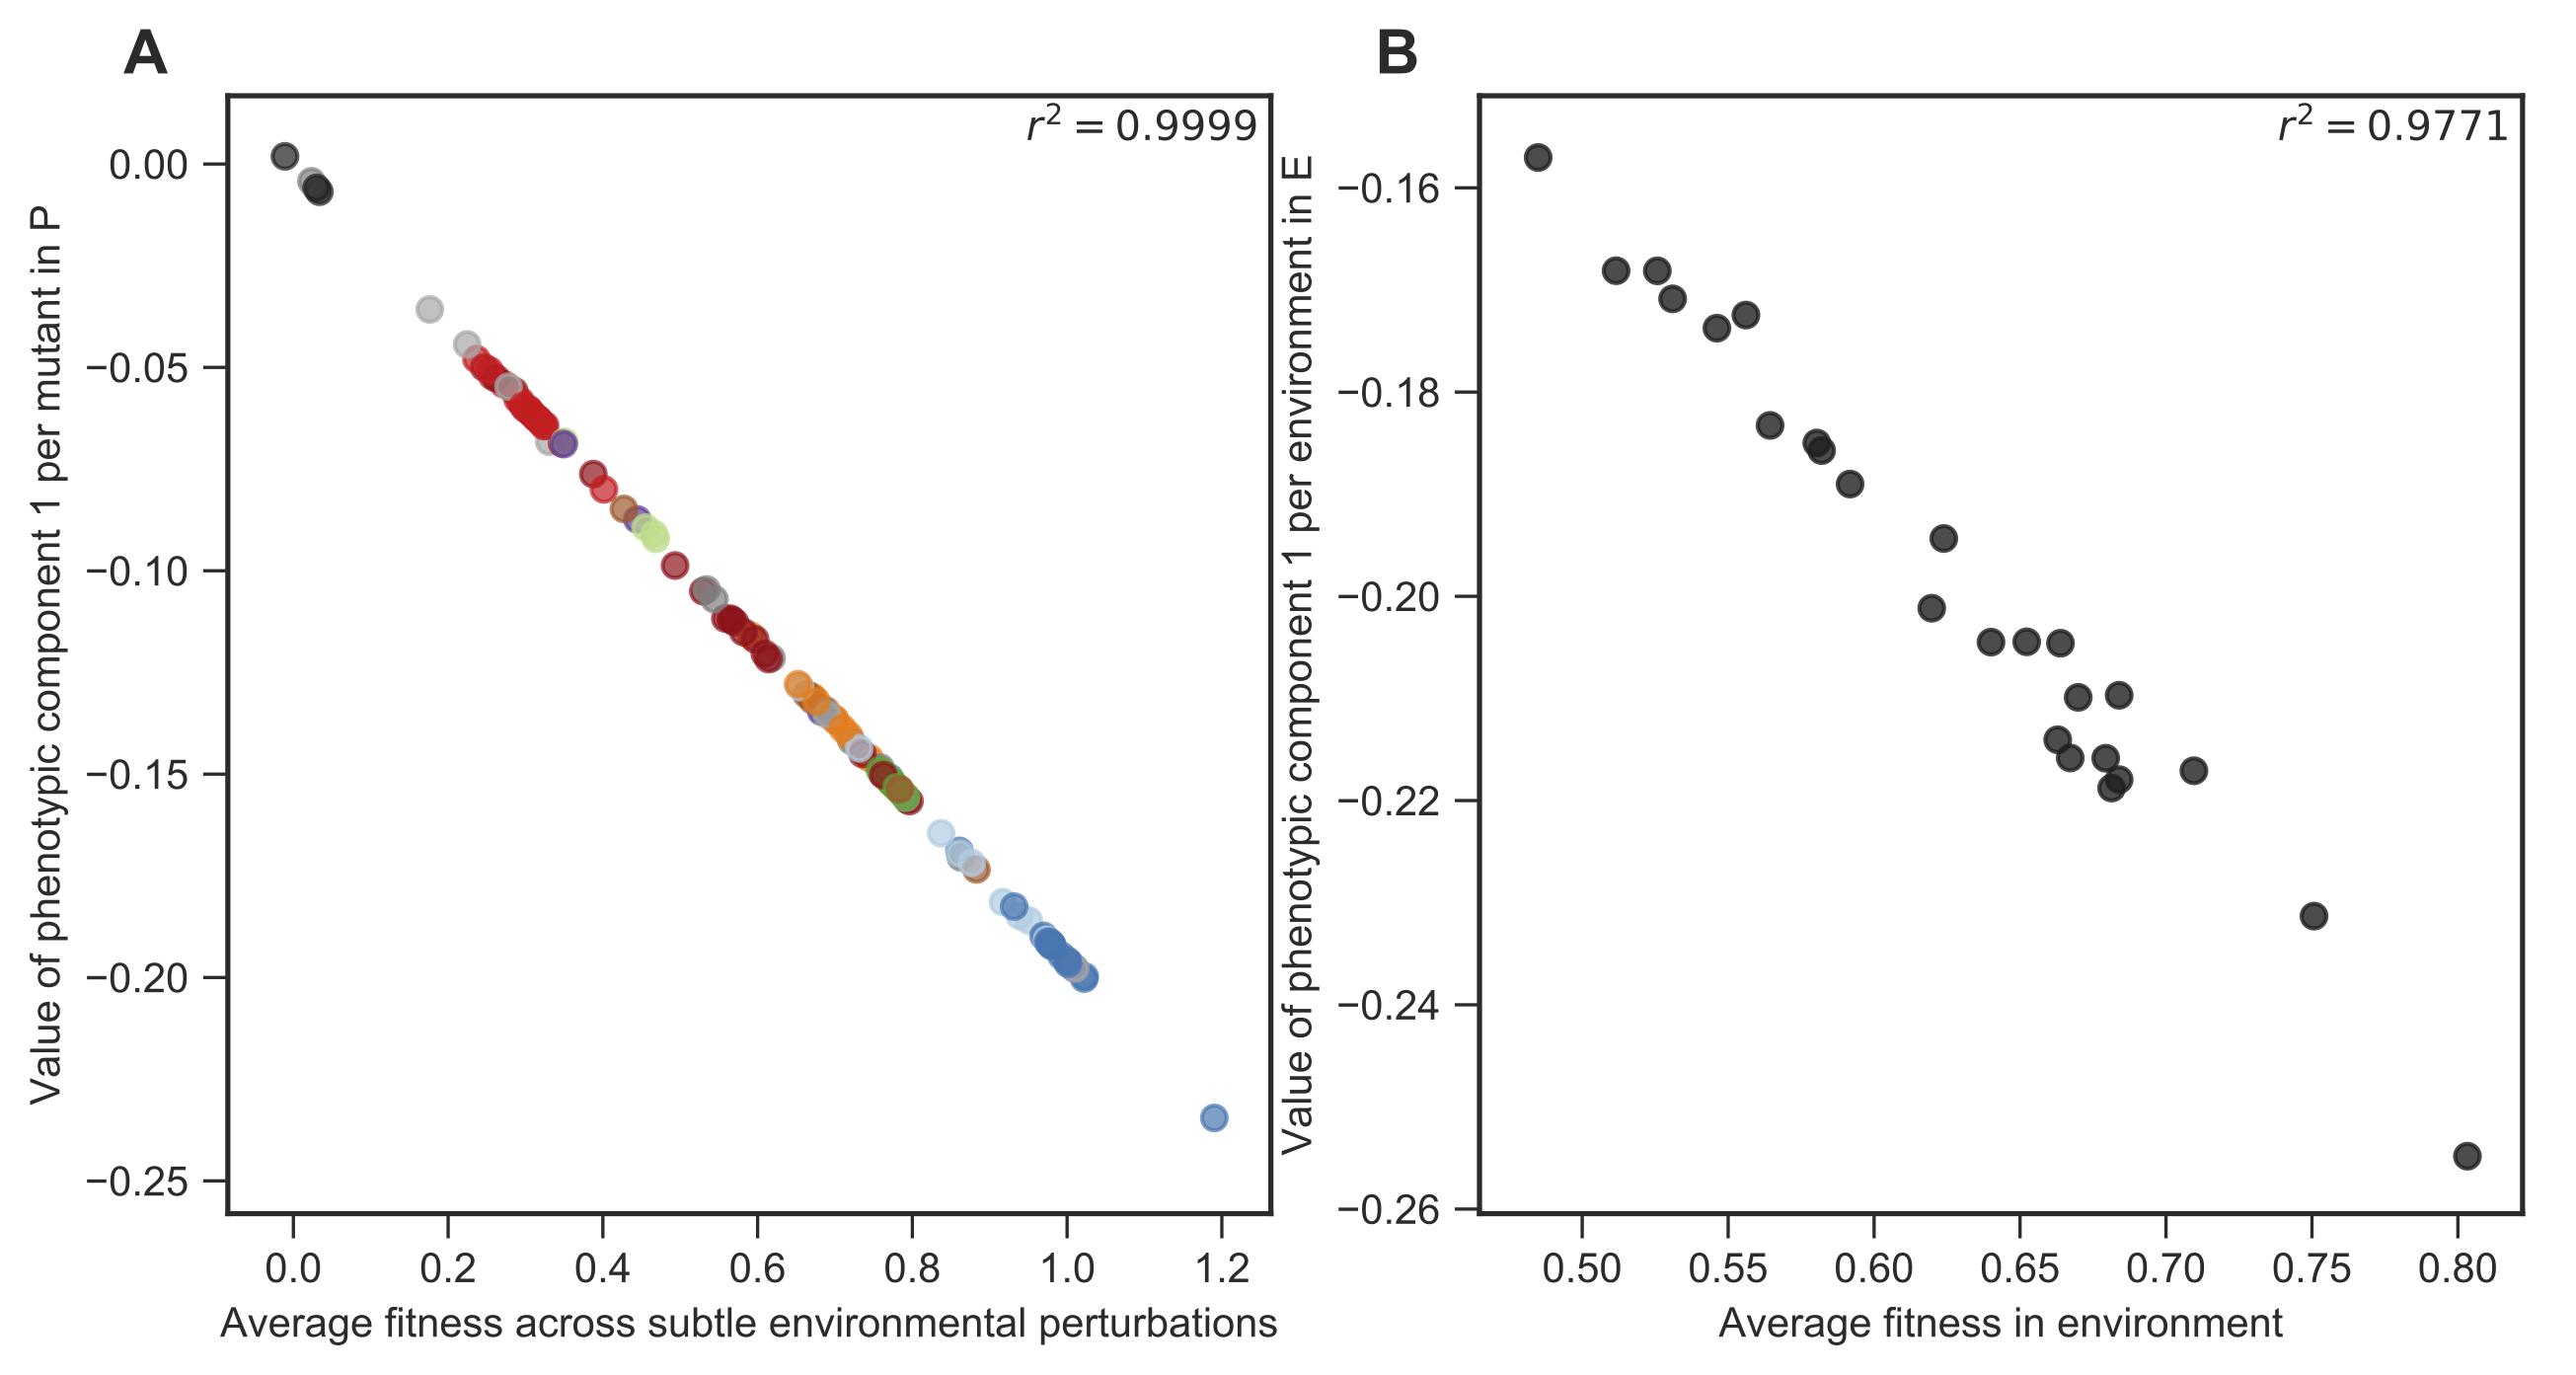 A
r² = 0.9999
Value of phenotypic component 1 per mutant in P
0.00
−0.05
−0.10
−0.15
−0.20
−0.25
0.0 0.2 0.4 0.6 0.8 1.0 1.2
Average fitness across subtle environmental perturbations
B
r² = 0.9771
Value of phenotypic component 1 per environment in E
−0.16
−0.18
−0.20
−0.22
−0.24
−0.26
0.50 0.55 0.60 0.65 0.70 0.75 0.80
Average fitness in environment